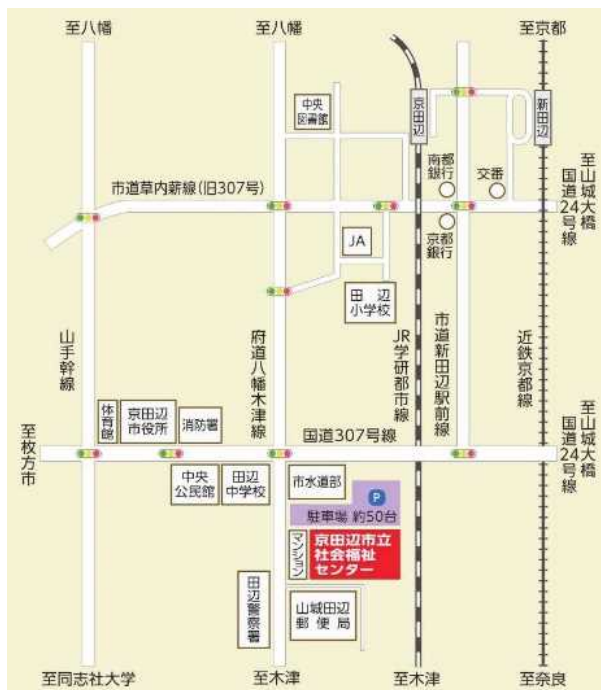 至八幡
至八幡
至京都
中央
図書館
京田辺
新田辺
南都
銀行
交番
至山城大橋
国道24号線
市道草内薪線(旧307号)
京都
銀行
JA
田辺
小学校
山手幹線
府道八幡木津線
JR学研都市線
市道新田辺駅前線
近鉄京都線
体育館
京田辺
市役所
消防署
国道307号線
至枚方市
至山城大橋
国道24号線
中央
公民館
田辺
中学校
市水道部
P
駐車場 約50台
マンション
京田辺市立
社会福祉
センター
田辺警察署
山城田辺
郵便局
至同志社大学
至木津
至木津
至奈良